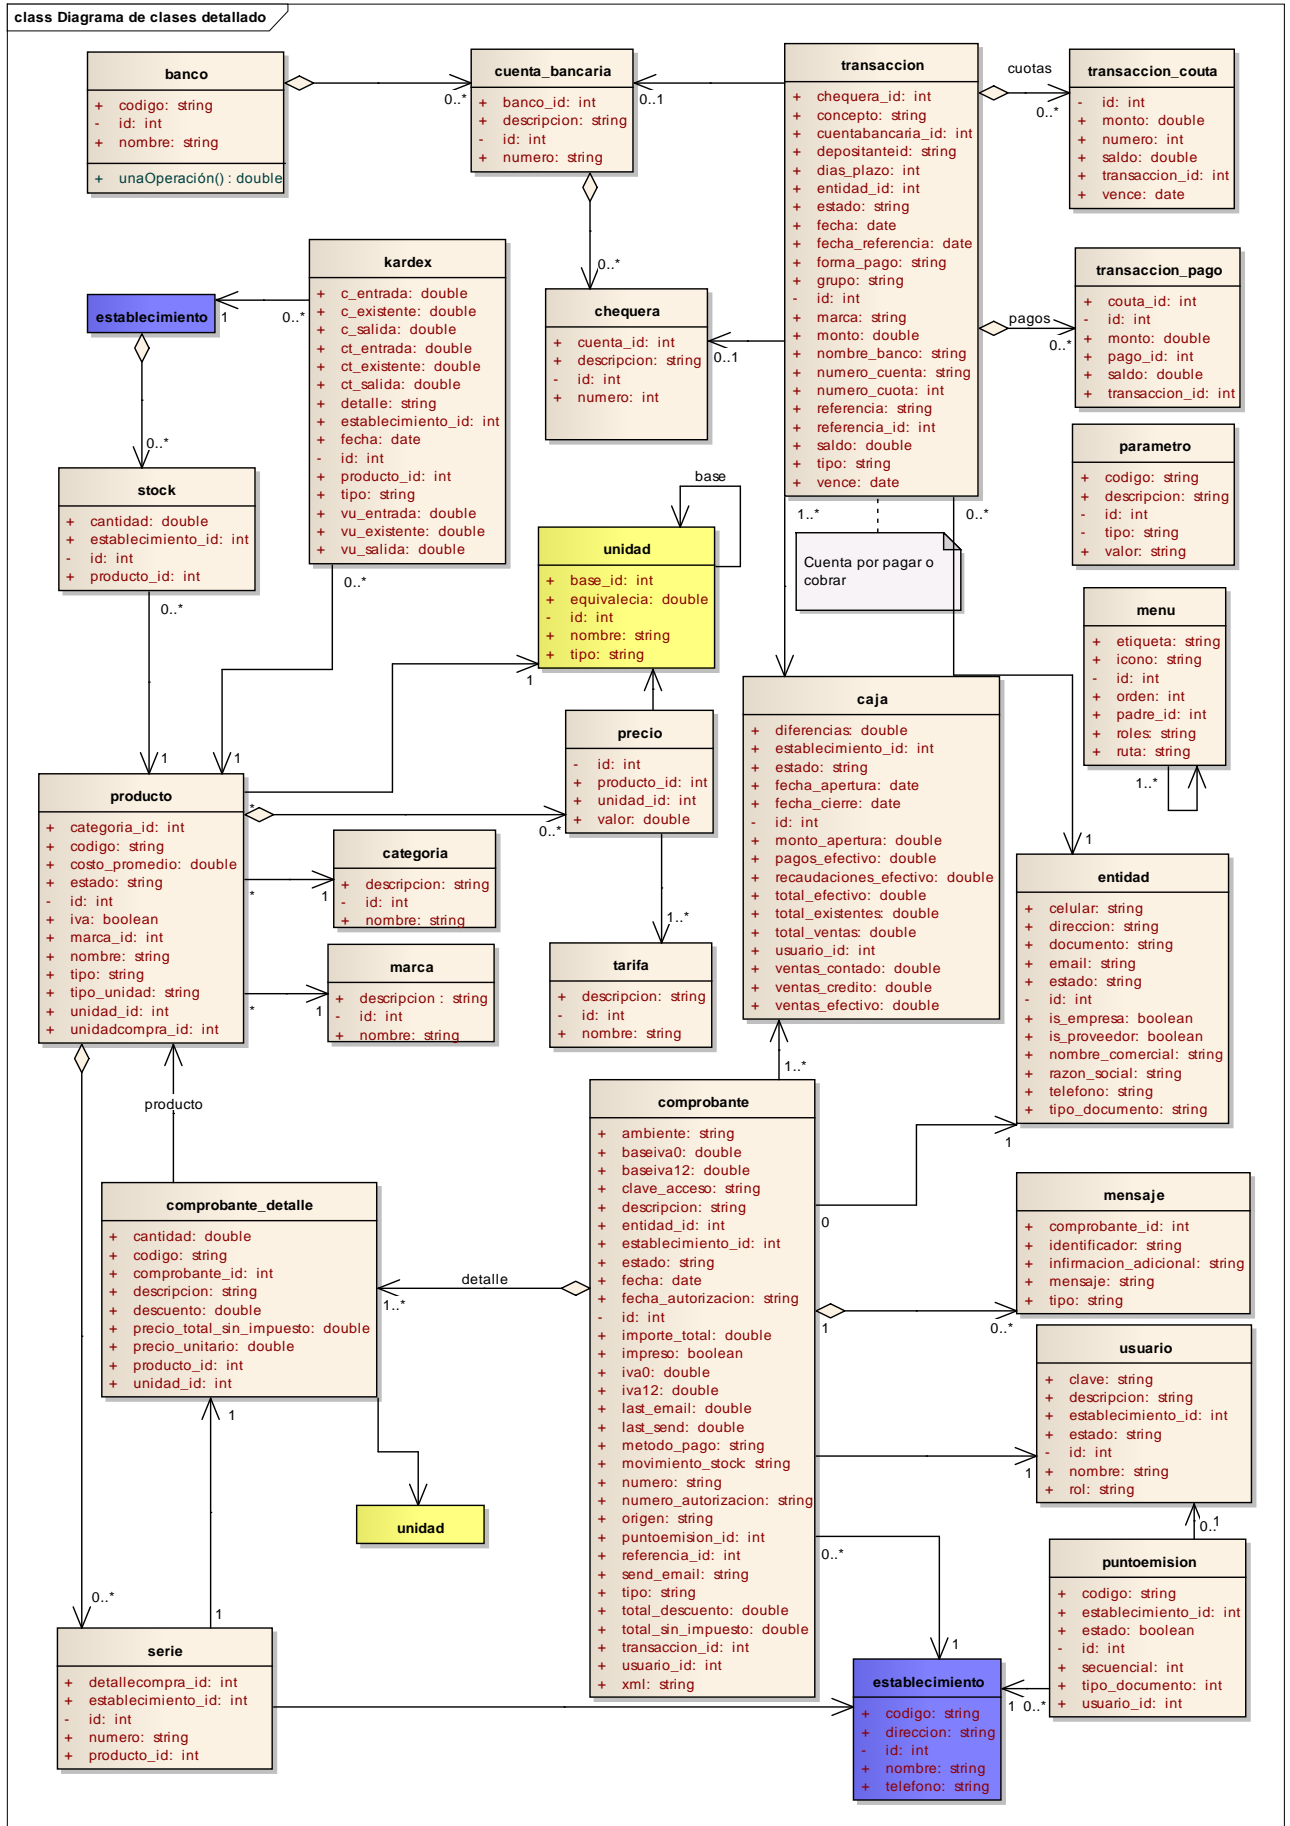 class Diagrama de clases detallado
banco
+ codigo: string
- id: int
+ nombre: string
+ unaOperación() : double
0..*
cuenta_bancaria
+ banco_id: int
+ descripcion: string
- id: int
+ numero: string
0..1
0..*
transaccion
+ chequera_id: int
+ concepto: string
+ cuentabancaria_id: int
+ depositanteid: string
+ dias_plazo: int
+ entidad_id: int
+ estado: string
+ fecha: date
+ fecha_referencia: date
+ forma_pago: string
+ grupo: string
- id: int
+ marca: string
+ monto: double
+ nombre_banco: string
+ numero_cuenta: string
+ numero_cuota: int
+ referencia: string
+ referencia_id: int
+ saldo: double
+ tipo: string
+ vence: date
cuotas
0..*
transaccion_couta
- id: int
+ monto: double
+ numero: int
+ saldo: double
+ transaccion_id: int
+ vence: date
pagos
0..*
transaccion_pago
+ couta_id: int
- id: int
+ monto: double
+ pago_id: int
+ saldo: double
+ transaccion_id: int
kardex
+ c_entrada: double
+ c_existente: double
+ c_salida: double
+ ct_entrada: double
+ ct_existente: double
+ ct_salida: double
+ detalle: string
+ establecimiento_id: int
+ fecha: date
- id: int
+ producto_id: int
+ tipo: string
+ vu_entrada: double
+ vu_existente: double
+ vu_salida: double
establecimiento
1
0..*
0..*
chequera
+ cuenta_id: int
+ descripcion: string
- id: int
+ numero: int
0..1
parametro
+ codigo: string
+ descripcion: string
- id: int
- tipo: string
+ valor: string
stock
+ cantidad: double
+ establecimiento_id: int
- id: int
+ producto_id: int
0..*
0..*
base
unidad
+ base_id: int
+ equivalecia: double
- id: int
+ nombre: string
+ tipo: string
1
1..*
0..*
Cuenta por pagar o
cobrar
menu
+ etiqueta: string
+ icono: string
- id: int
+ orden: int
+ padre_id: int
+ roles: string
+ ruta: string
1..*
caja
+ diferencias: double
+ establecimiento_id: int
+ estado: string
+ fecha_apertura: date
+ fecha_cierre: date
- id: int
+ monto_apertura: double
+ pagos_efectivo: double
+ recaudaciones_efectivo: double
+ total_efectivo: double
+ total_existentes: double
+ total_ventas: double
+ usuario_id: int
+ ventas_contado: double
+ ventas_credito: double
+ ventas_efectivo: double
1..*
precio
- id: int
+ producto_id: int
+ unidad_id: int
+ valor: double
1..*
1
1
producto
+ categoria_id: int
+ codigo: string
+ costo_promedio: double
+ estado: string
- id: int
+ iva: boolean
+ marca_id: int
+ nombre: string
+ tipo: string
+ tipo_unidad: string
+ unidad_id: int
+ unidadcompra_id: int
*
0..*
*
1
categoria
+ descripcion: string
- id: int
+ nombre: string
*
1
marca
+ descripcion : string
- id: int
+ nombre: string
tarifa
+ descripcion: string
- id: int
+ nombre: string
1
entidad
+ celular: string
+ direccion: string
+ documento: string
+ email: string
+ estado: string
- id: int
+ is_empresa: boolean
+ is_proveedor: boolean
+ nombre_comercial: string
+ razon_social: string
+ telefono: string
+ tipo_documento: string
1
producto
comprobante
+ ambiente: string
+ baseiva0: double
+ baseiva12: double
+ clave_acceso: string
+ descripcion: string
+ entidad_id: int
+ establecimiento_id: int
+ estado: string
+ fecha: date
+ fecha_autorizacion: string
- id: int
+ importe_total: double
+ impreso: boolean
+ iva0: double
+ iva12: double
+ last_email: double
+ last_send: double
+ metodo_pago: string
+ movimiento_stock: string
+ numero: string
+ numero_autorizacion: string
+ origen: string
+ puntoemision_id: int
+ referencia_id: int
+ send_email: string
+ tipo: string
+ total_descuento: double
+ total_sin_impuesto: double
+ transaccion_id: int
+ usuario_id: int
+ xml: string
0
comprobante_detalle
+ cantidad: double
+ codigo: string
+ comprobante_id: int
+ descripcion: string
+ descuento: double
+ precio_total_sin_impuesto: double
+ precio_unitario: double
+ producto_id: int
+ unidad_id: int
detalle
1..*
1
mensaje
+ comprobante_id: int
+ identificador: string
+ infirmacion_adicional: string
+ mensaje: string
+ tipo: string
1
0..*
usuario
+ clave: string
+ descripcion: string
+ establecimiento_id: int
+ estado: string
- id: int
+ nombre: string
+ rol: string
1
0..1
unidad
puntoemision
+ codigo: string
+ establecimiento_id: int
+ estado: boolean
- id: int
+ secuencial: int
+ tipo_documento: int
+ usuario_id: int
0..*
0..*
1
serie
+ detallecompra_id: int
+ establecimiento_id: int
- id: int
+ numero: string
+ producto_id: int
1
establecimiento
+ codigo: string
+ direccion: string
- id: int
+ nombre: string
+ telefono: string
1
0..*